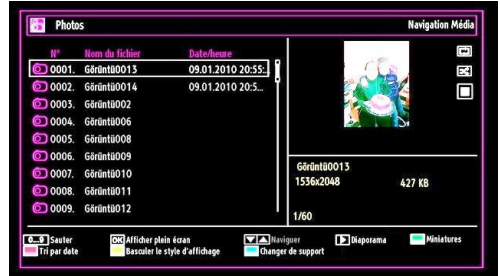 Photos
Navigation Média
N° Nom du fichier Date/heure
0001. Görüntü0013 09.01.2010 20:55:..
0002. Görüntü0014 09.01.2010 20:5...
0003. Görüntü002
0004. Görüntü006
0005. Görüntü008
0006. Görüntü009
0007. Görüntü010
0008. Görüntü011
0009. Görüntü012
Görüntü0013
1536x2048 427 KB
1/60
0...9 Sauter OK Afficher plein écran Naviguer Diaporama Miniatures
Tri par date Basculer le style d'affichage Changer de support